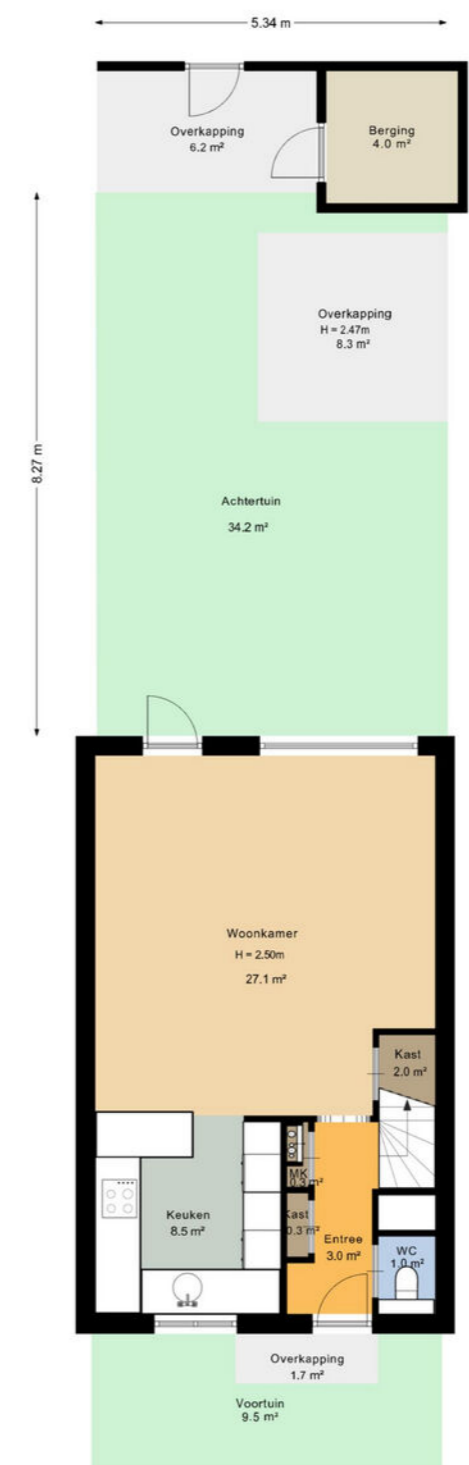 5.34 m
Overkapping
6.2 m²
Berging
4.0 m²
8.27 m
Overkapping
H = 2.47m
8.3 m²
Achtertuin
34.2 m²
Woonkamer
H = 2.50m
27.1 m²
Kast
2.0 m²
MK
0.3 m²
Keuken
8.5 m²
Kast
0.3 m²
Entree
3.0 m²
WC
1.0 m²
Overkapping
1.7 m²
Voortuin
9.5 m²